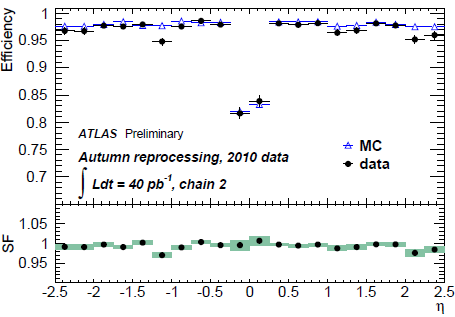 Efficiency
1
0.95
0.9
0.85
0.8
0.75
0.7
ATLAS Preliminary
Autumn reprocessing, 2010 data
∫ Ldt = 40 pb⁻¹, chain 2
MC
data
SF
1.05
1
0.95
-2.5 -2 -1.5 -1 -0.5 0 0.5 1 1.5 2 2.5
η